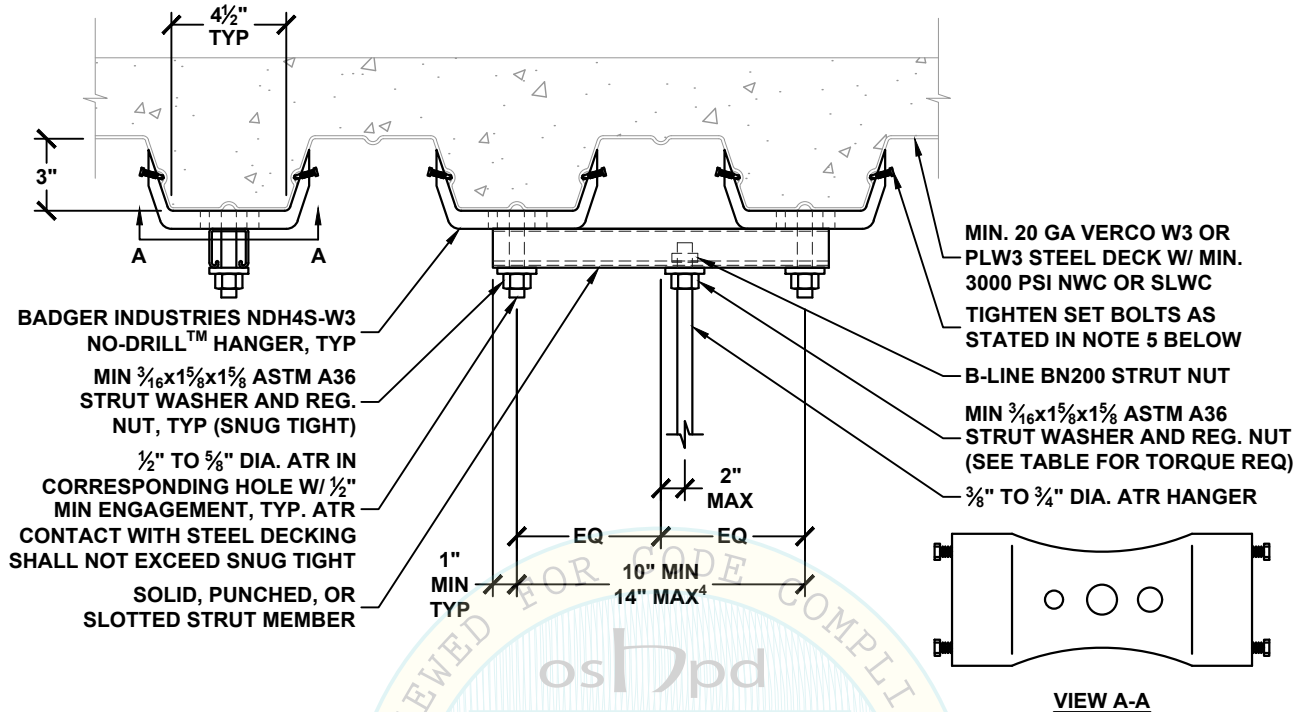 4½"
TYP
3"
A
A
BADGER INDUSTRIES NDH4S-W3
NO-DRILL™ HANGER, TYP
MIN 3⁄16x1⅝x1⅝ ASTM A36
STRUT WASHER AND REG.
NUT, TYP (SNUG TIGHT)
½" TO ⅝" DIA. ATR IN
CORRESPONDING HOLE W/ ½"
MIN ENGAGEMENT, TYP. ATR
CONTACT WITH STEEL DECKING
SHALL NOT EXCEED SNUG TIGHT
SOLID, PUNCHED, OR
SLOTTED STRUT MEMBER
1"
MIN
TYP
EQ
EQ
10" MIN
14" MAX⁴
2"
MAX
MIN. 20 GA VERCO W3 OR
PLW3 STEEL DECK W/ MIN.
3000 PSI NWC OR SLWC
TIGHTEN SET BOLTS AS
STATED IN NOTE 5 BELOW
B-LINE BN200 STRUT NUT
MIN 3⁄16x1⅝x1⅝ ASTM A36
STRUT WASHER AND REG. NUT
(SEE TABLE FOR TORQUE REQ)
⅜" TO ¾" DIA. ATR HANGER
VIEW A-A
FOR CODE
oshpd